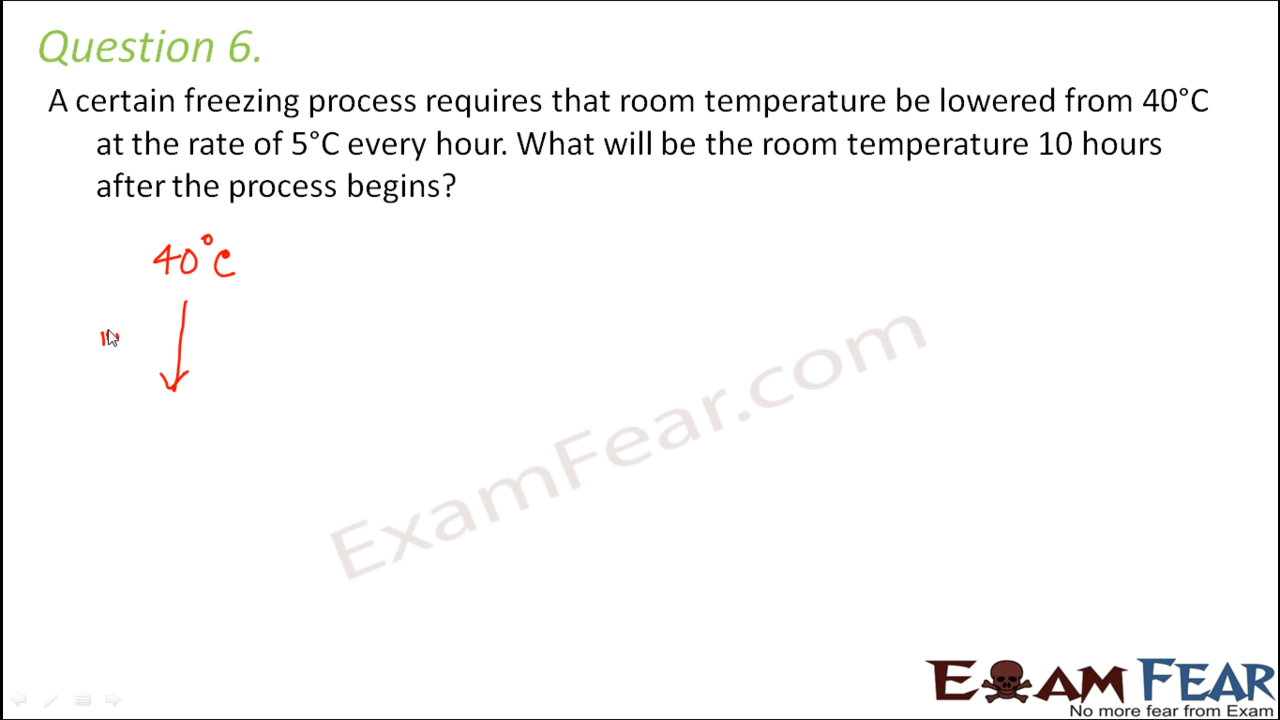 Question 6.
A certain freezing process requires that room temperature be lowered from 40°C
at the rate of 5°C every hour. What will be the room temperature 10 hours
after the process begins?
40°C
ExamFear.com
EXAMFEAR
No more fear from Exam